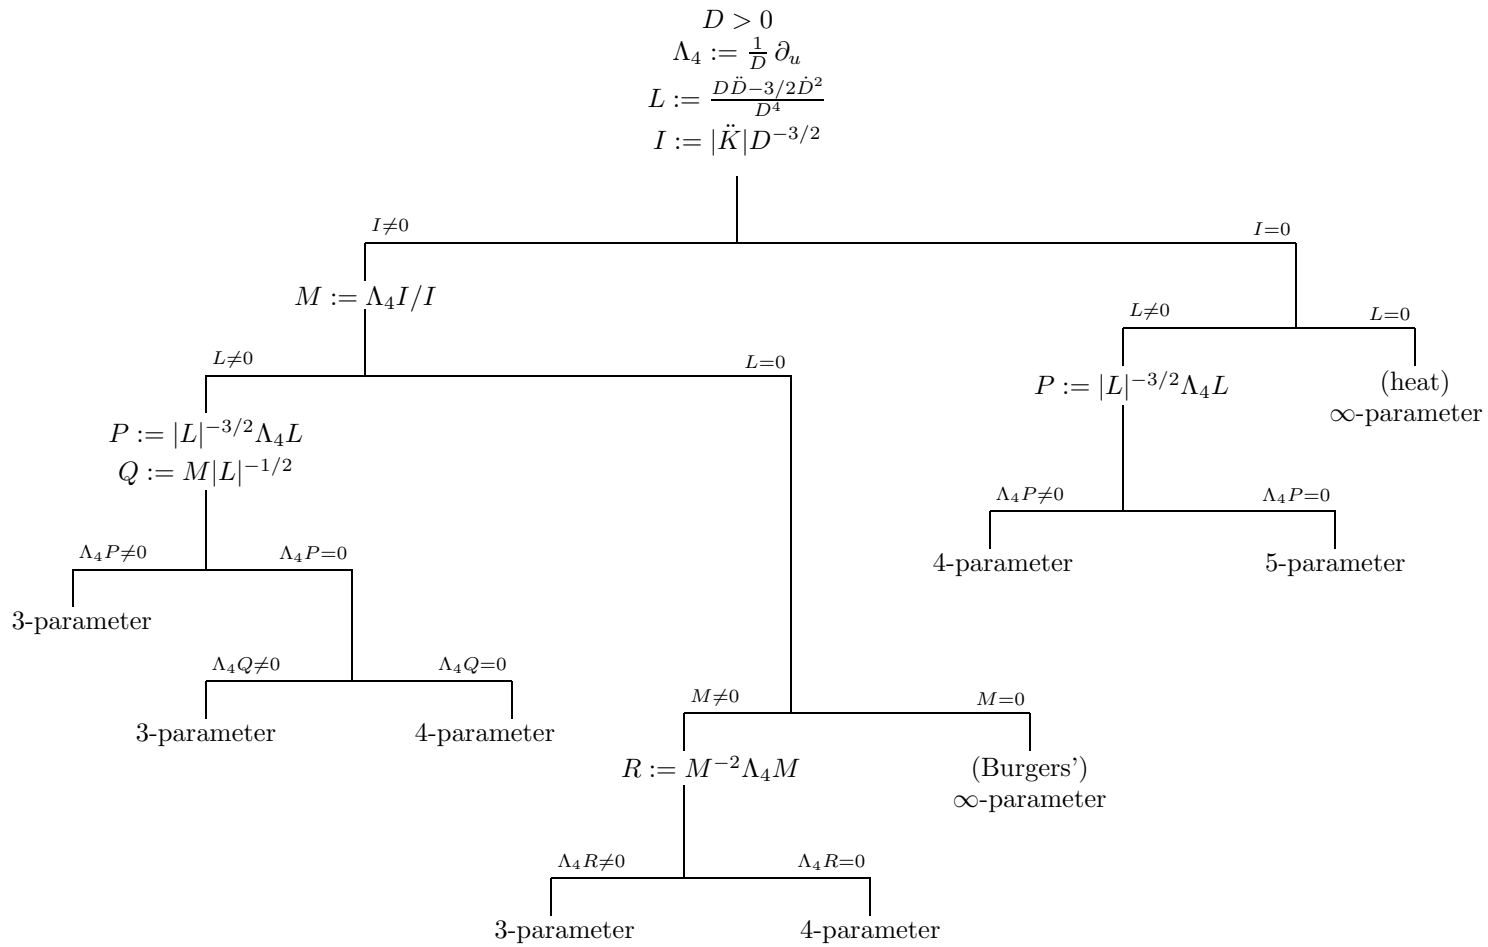 D > 0
Λ₄ := 1/D ∂ᵤ
L := (DD̈−3/2Ḋ²)/D⁴
I := |K̈|D^{−3/2}
I≠0
I=0
M := Λ₄I/I
L≠0
L=0
L≠0
L=0
P := |L|^{−3/2}Λ₄L
(heat)
∞-parameter
P := |L|^{−3/2}Λ₄L
Q := M|L|^{−1/2}
Λ₄P≠0
Λ₄P=0
4-parameter
5-parameter
Λ₄P≠0
Λ₄P=0
3-parameter
Λ₄Q≠0
Λ₄Q=0
3-parameter
4-parameter
M≠0
M=0
R := M^{−2}Λ₄M
(Burgers')
∞-parameter
Λ₄R≠0
Λ₄R=0
3-parameter
4-parameter